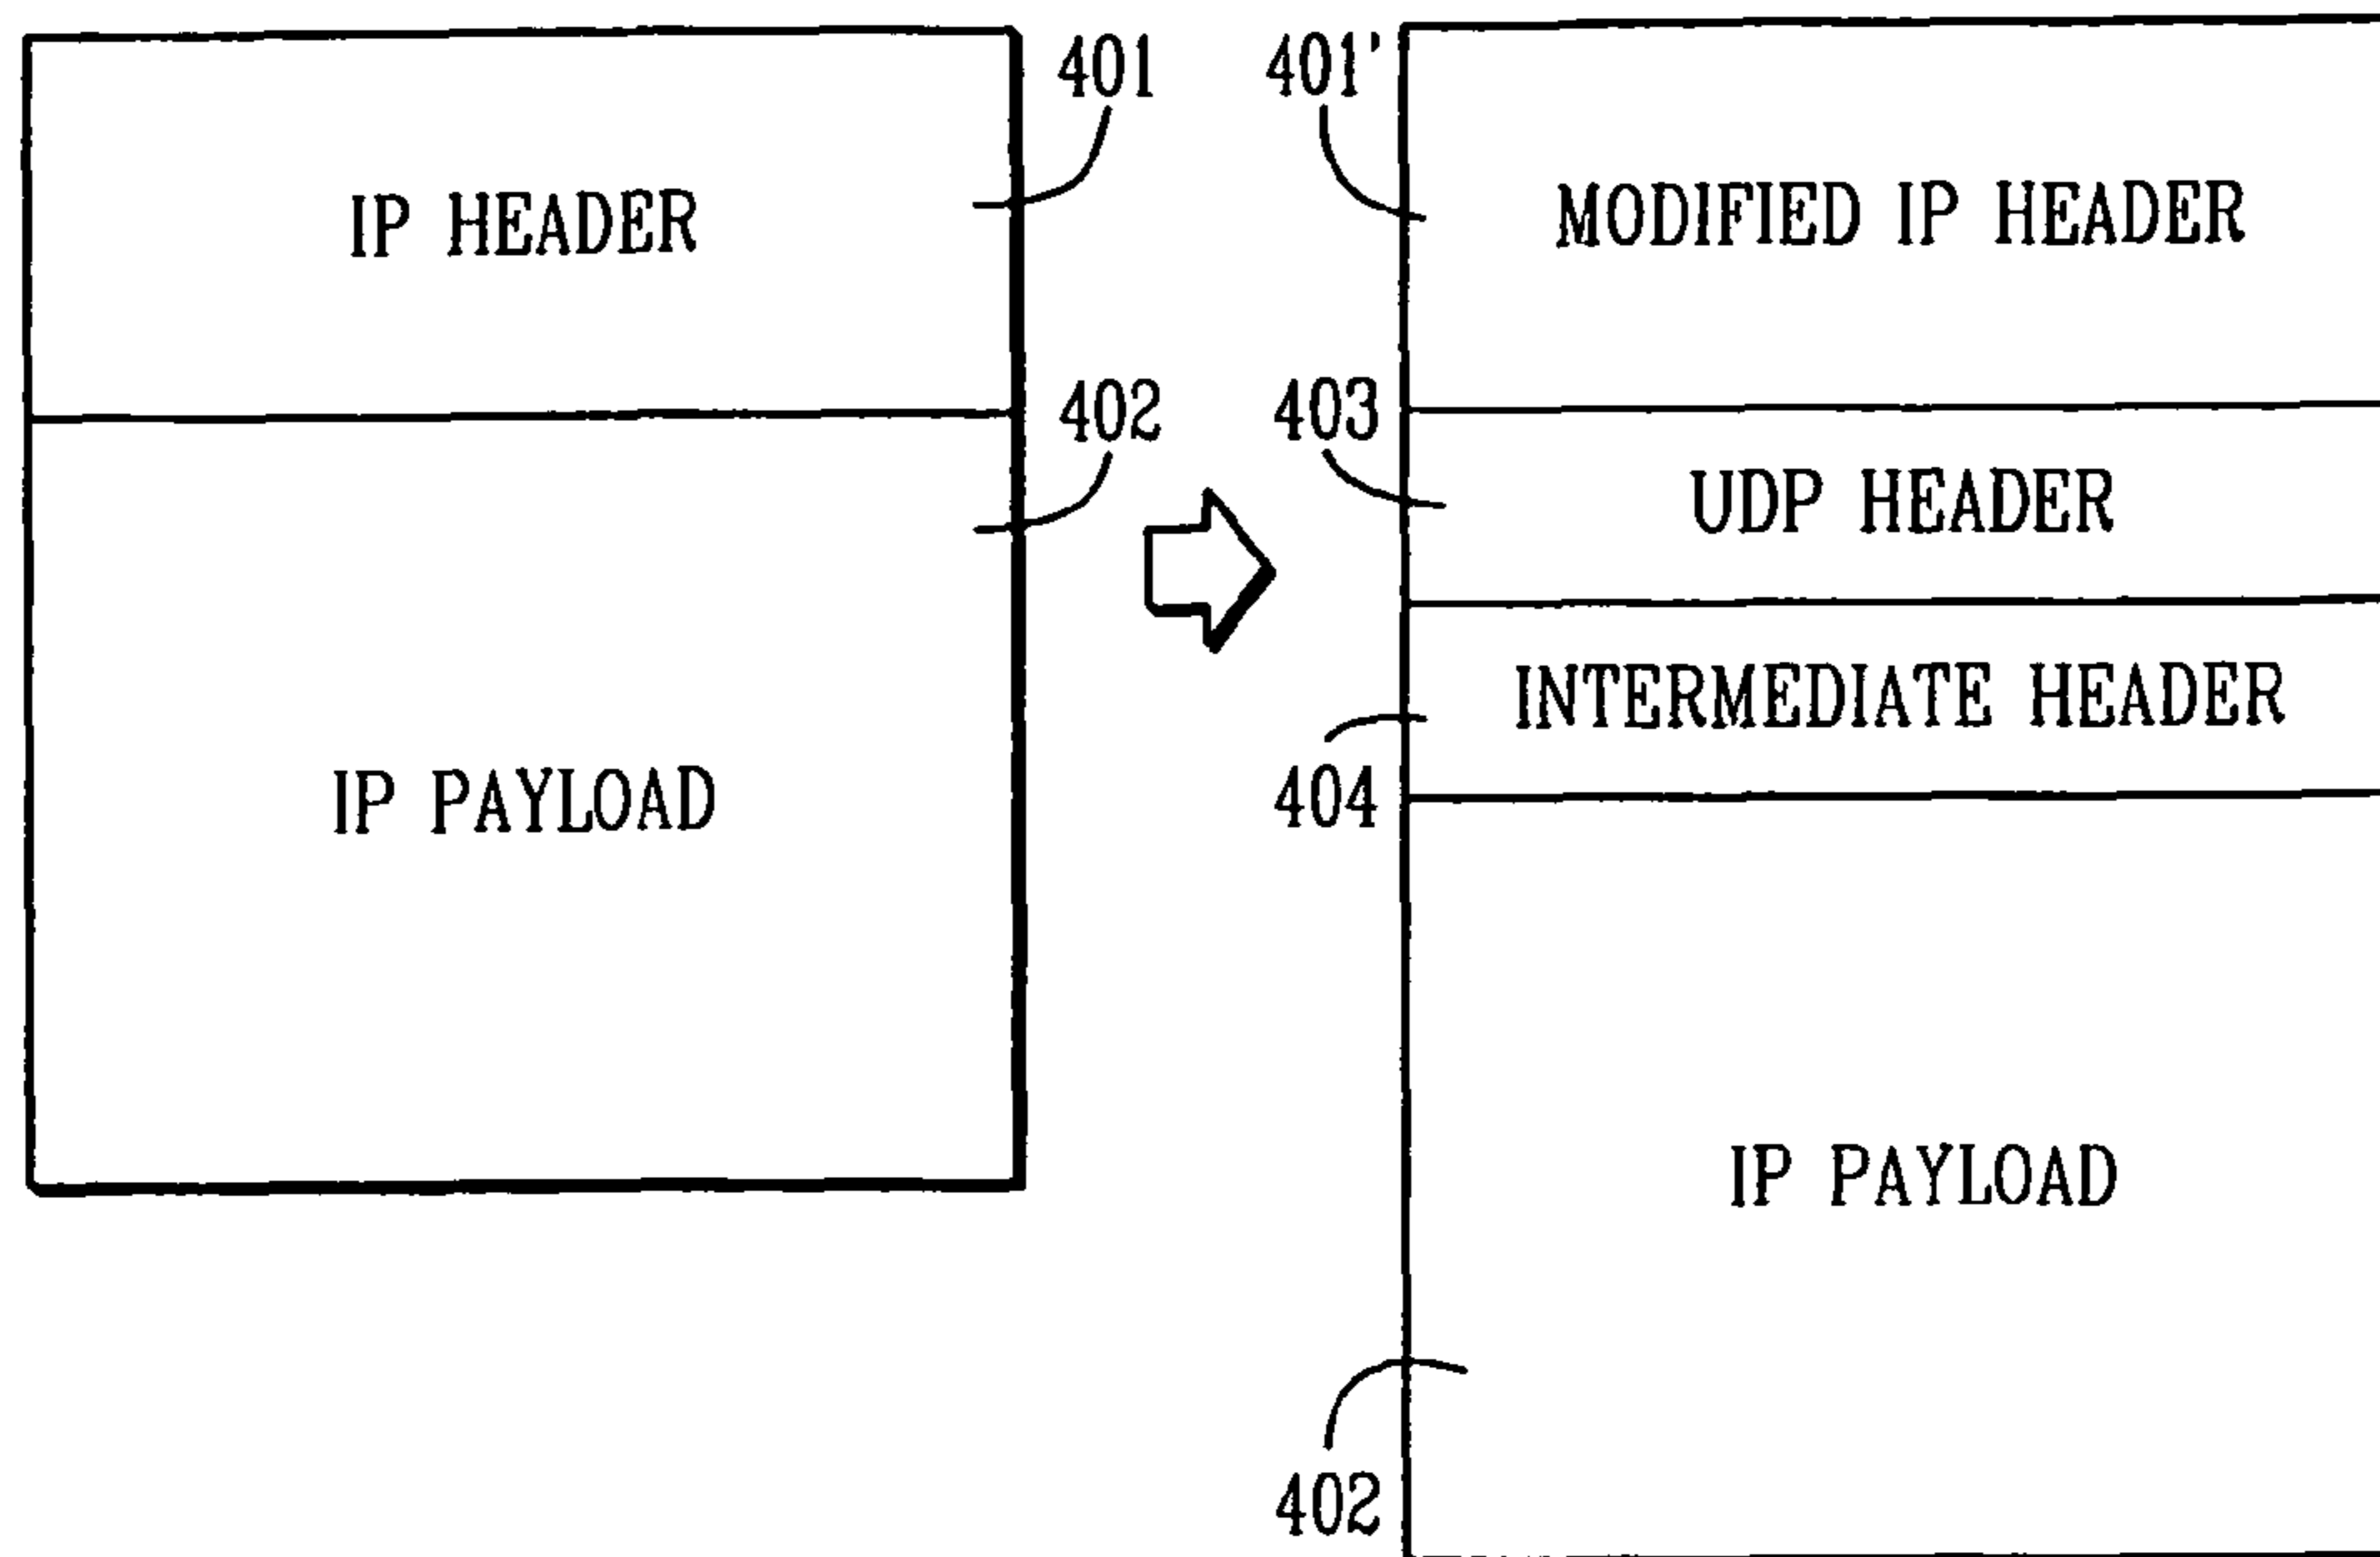 401
IP HEADER
402
IP PAYLOAD
401'
MODIFIED IP HEADER
403
UDP HEADER
INTERMEDIATE HEADER
404
IP PAYLOAD
402